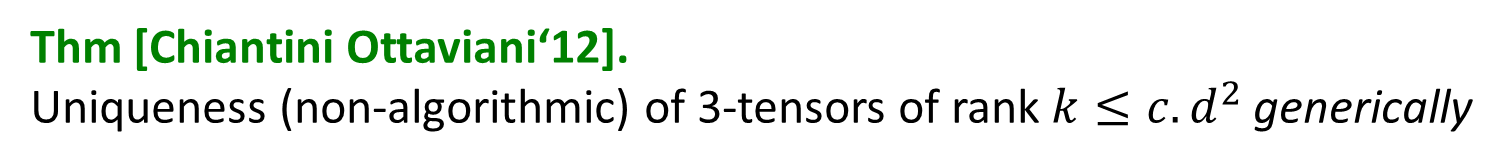 Thm [Chiantini Ottaviani‘12].
Uniqueness (non-algorithmic) of 3-tensors of rank 𝑘 ≤ 𝑐. 𝑑² generically